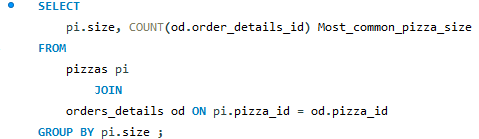 SELECT
pi.size, COUNT(od.order_details_id) Most_common_pizza_size
FROM
pizzas pi
JOIN
orders_details od ON pi.pizza_id = od.pizza_id
GROUP BY pi.size ;